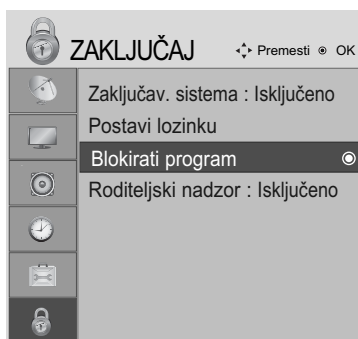 ZAKLJUČAJ Premesti OK
Zaključav. sistema : Isključeno
Postavi lozinku
Blokirati program
Roditeljski nadzor : Isključeno